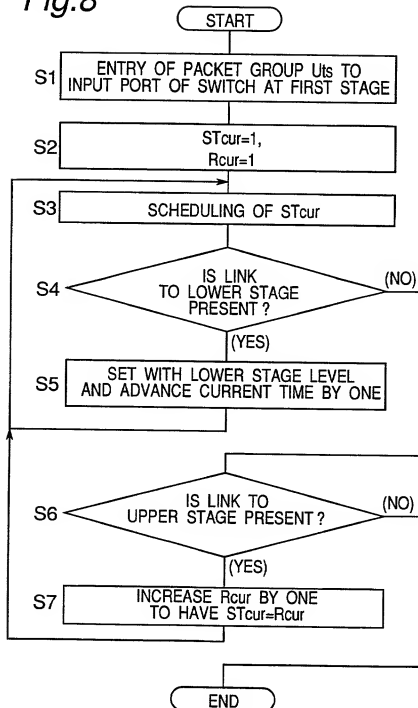 Fig.8
START
S1
ENTRY OF PACKET GROUP Uts TO
INPUT PORT OF SWITCH AT FIRST STAGE
S2
STcur=1,
Rcur=1
S3
SCHEDULING OF STcur
S4
IS LINK
TO LOWER STAGE
PRESENT ?
(NO)
(YES)
S5
SET WITH LOWER STAGE LEVEL
AND ADVANCE CURRENT TIME BY ONE
S6
IS LINK TO
UPPER STAGE PRESENT ?
(NO)
(YES)
S7
INCREASE Rcur BY ONE
TO HAVE STcur=Rcur
END